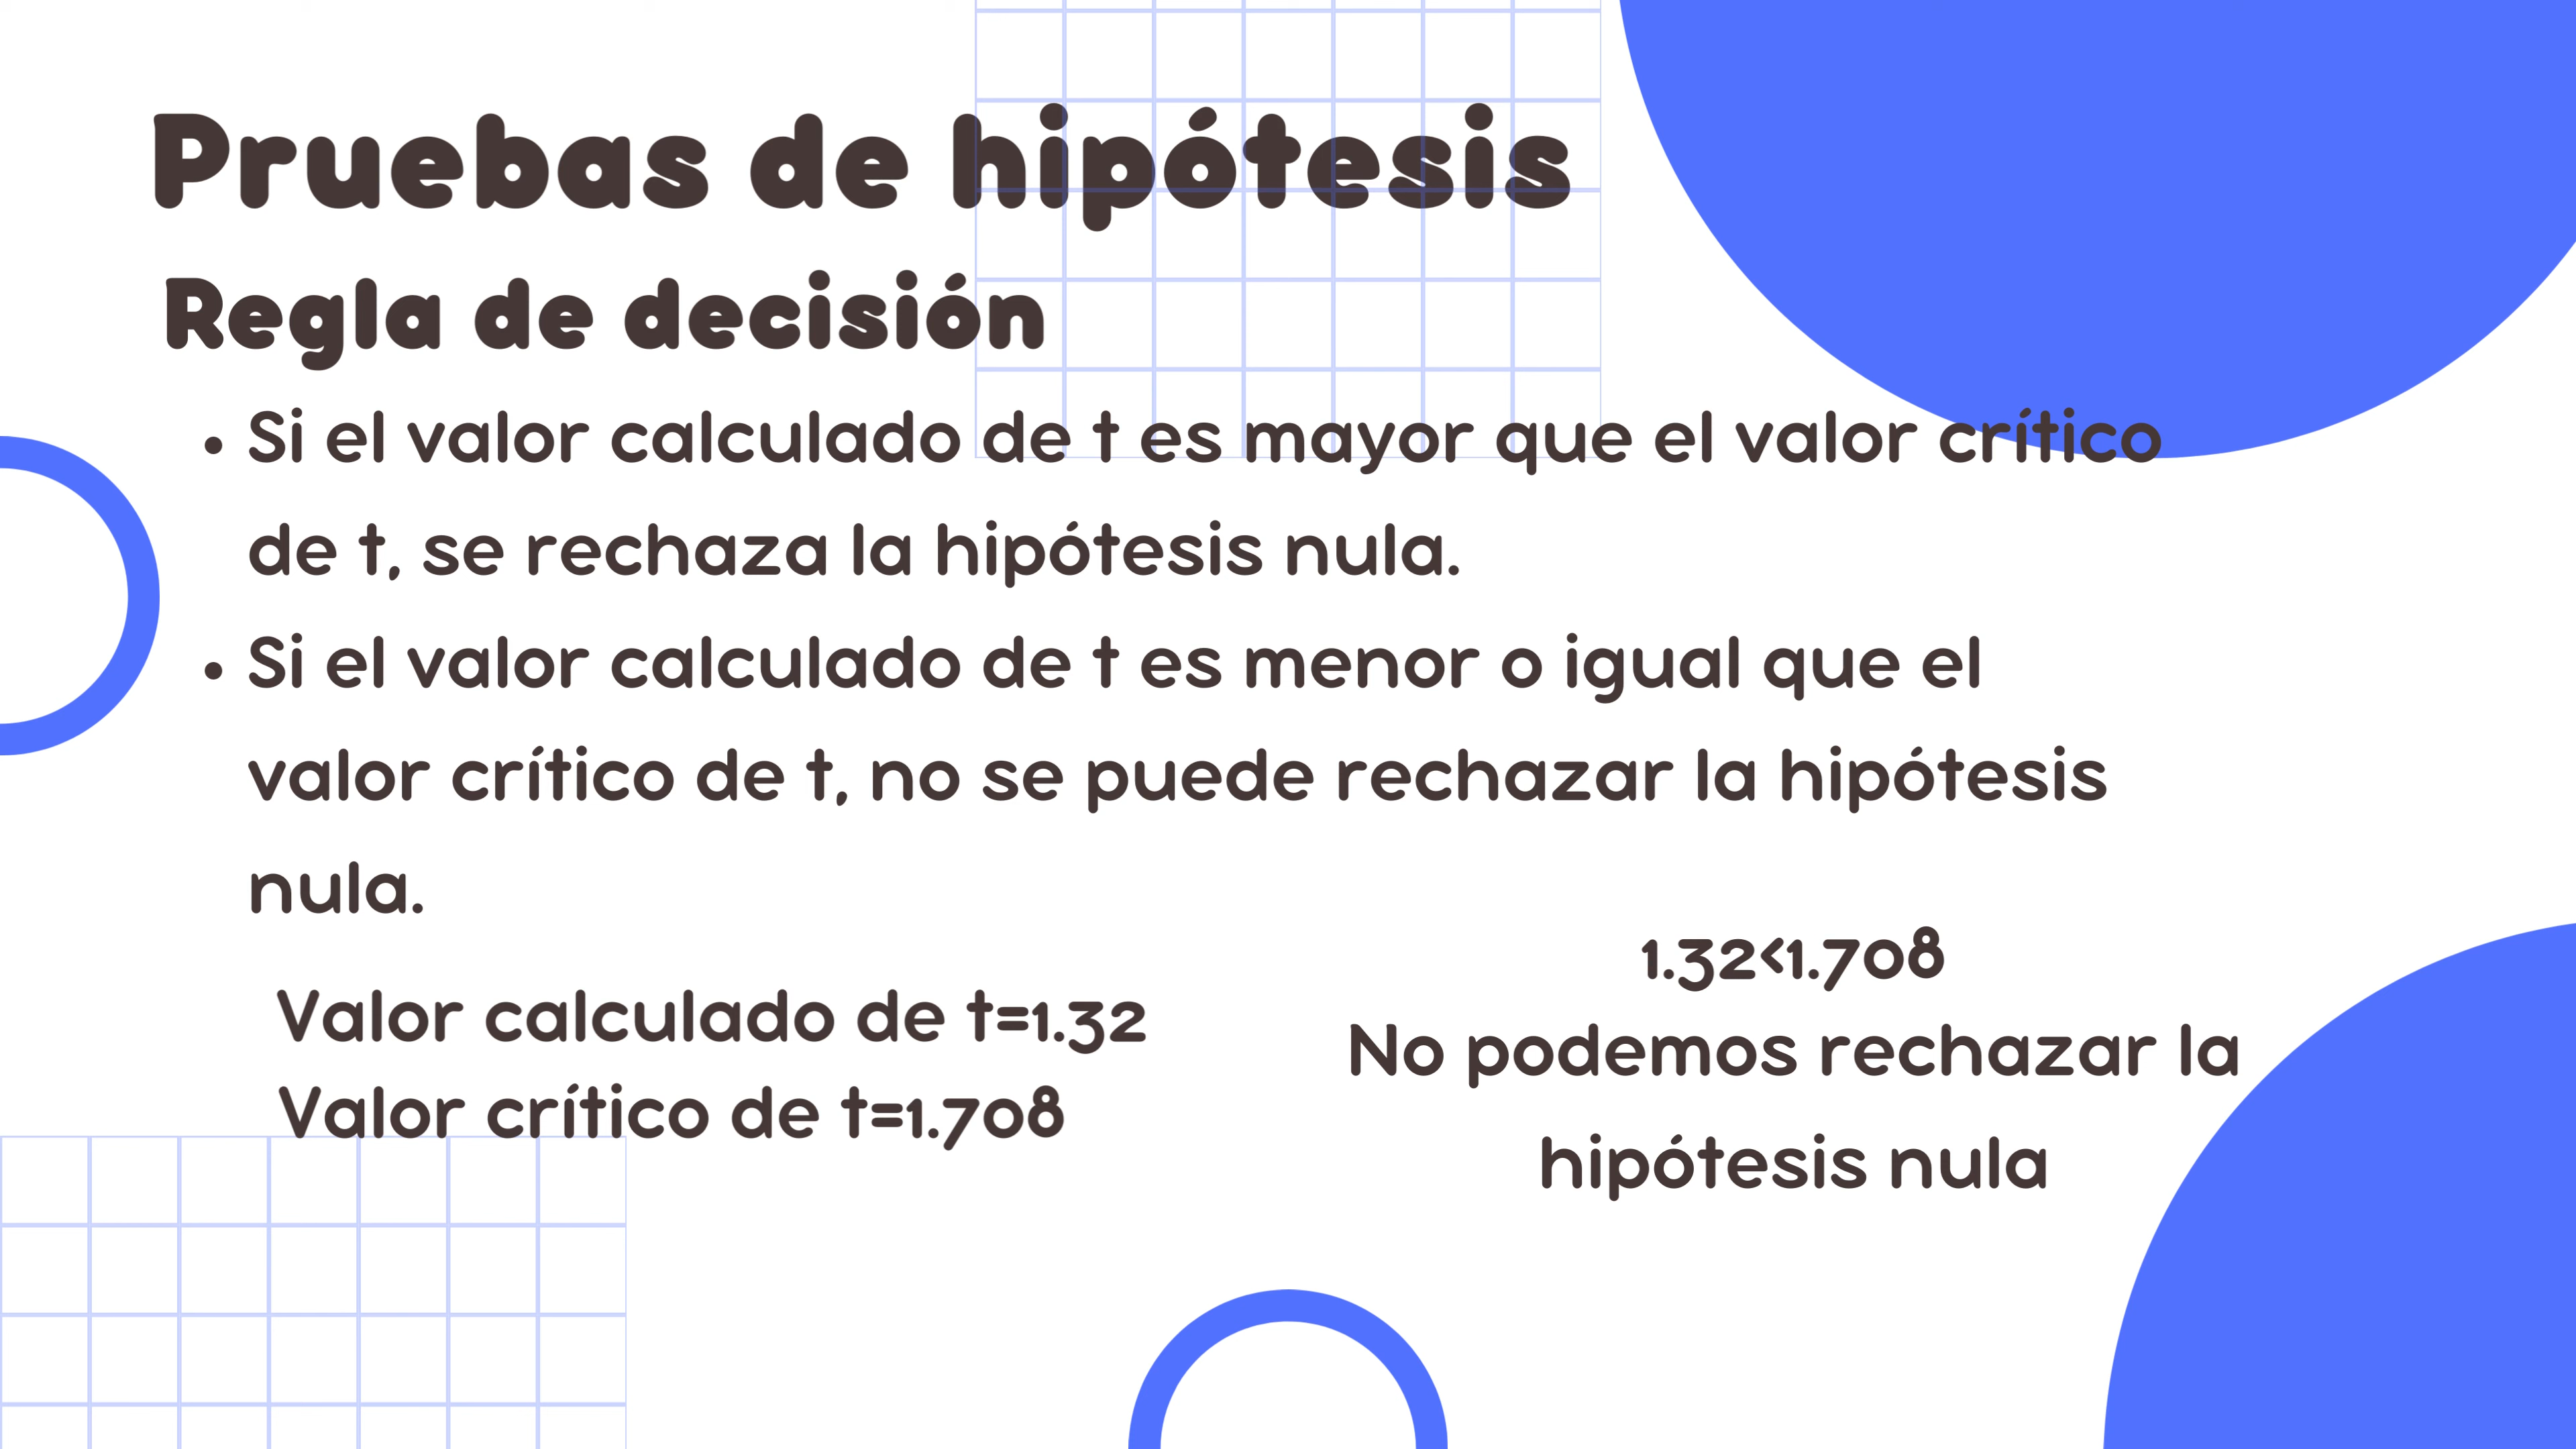 Pruebas de hipótesis
Regla de decisión
• Si el valor calculado de t es mayor que el valor crítico
de t, se rechaza la hipótesis nula.
• Si el valor calculado de t es menor o igual que el
valor crítico de t, no se puede rechazar la hipótesis
nula.
Valor calculado de t=1.32
Valor crítico de t=1.708
1.32<1.708
No podemos rechazar la
hipótesis nula